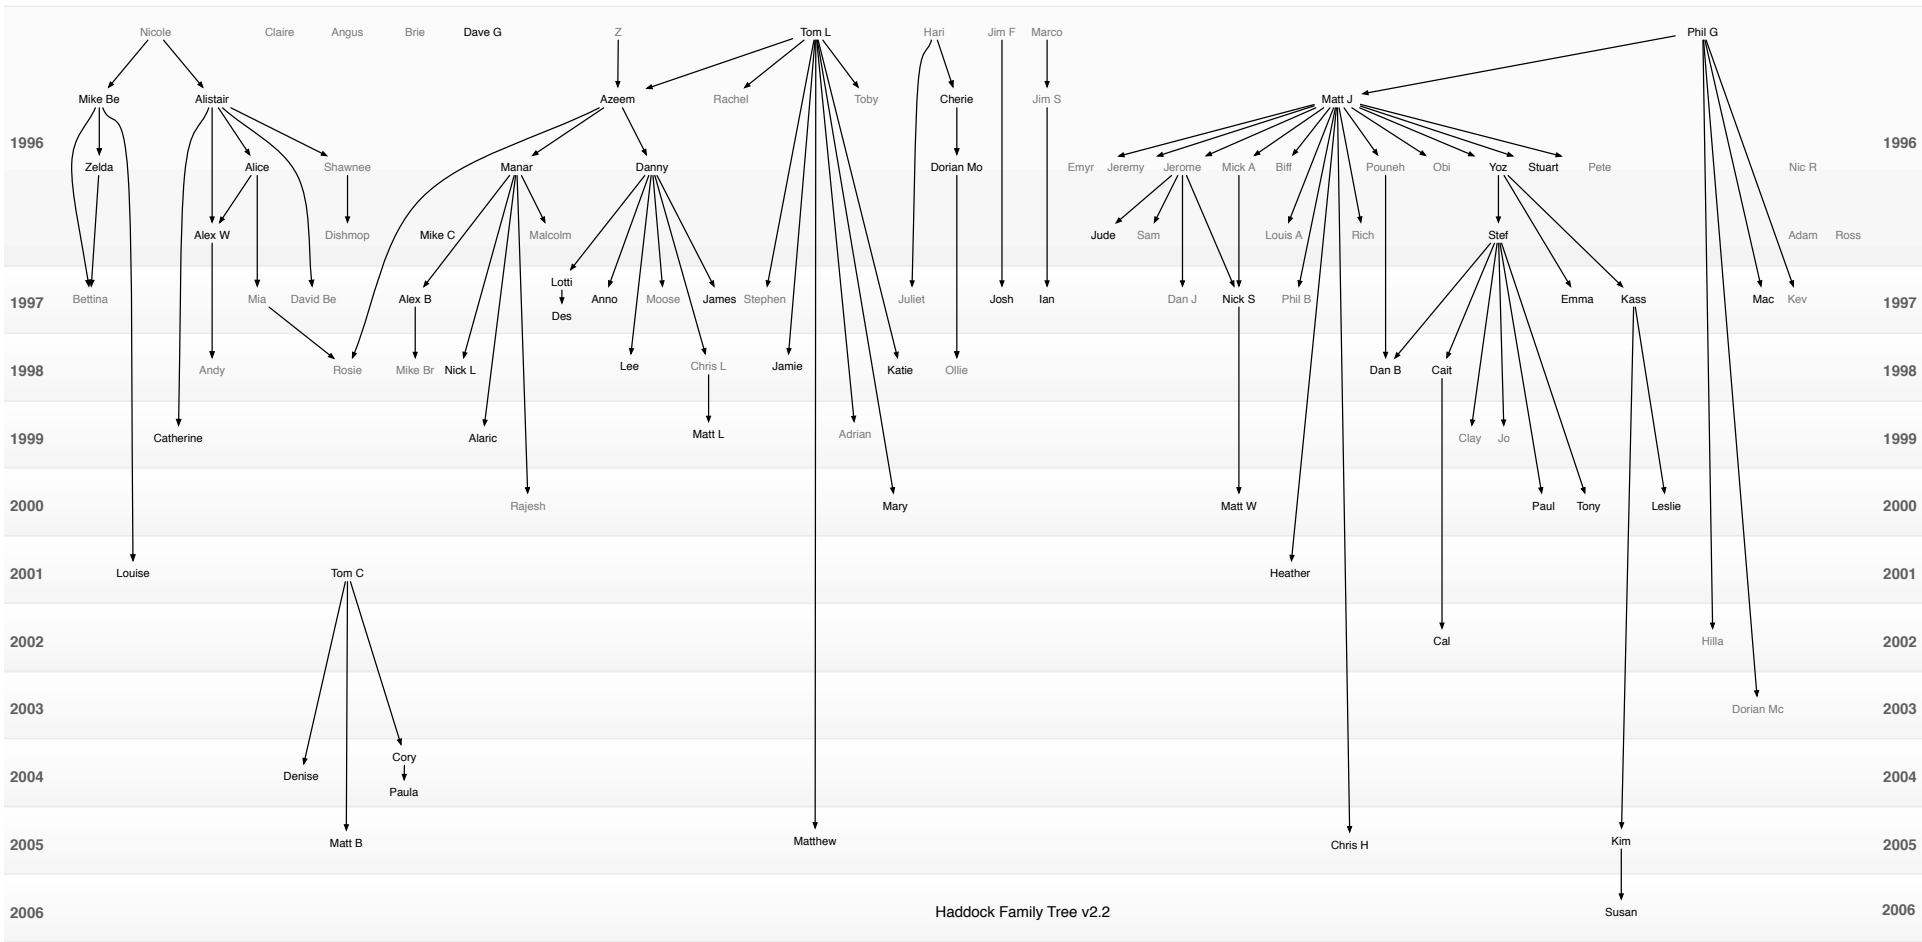 Nicole Claire Angus Brie Dave G Z Tom L Hari Jim F Marco Phil G
Mike Be Alistair Azeem Rachel Toby Cherie Jim S Matt J
1996 1996
Zelda Alice Shawnee Manar Danny Dorian Mo Emyr Jeremy Jerome Mick A Biff Pouneh Obi Yoz Stuart Pete Nic R
Alex W Dishmop Mike C Malcolm Jude Sam Louis A Rich Stef Adam Ross
Lotti
1997 Bettina Mia David Be Alex B Anno Moose James Stephen Juliet Josh Ian Dan J Nick S Phil B Emma Kass Mac Kev 1997
Des
1998 Andy Rosie Mike Br Nick L Lee Chris L Jamie Katie Ollie Dan B Cait 1998
1999 Catherine Alaric Matt L Adrian Clay Jo 1999
2000 Rajesh Mary Matt W Paul Tony Leslie 2000
2001 Louise Tom C Heather 2001
2002 Cal Hilla 2002
2003 Dorian Mc 2003
Cory
2004 Denise 2004
Paula
2005 Matt B Matthew Chris H Kim 2005
2006 Haddock Family Tree v2.2 Susan 2006